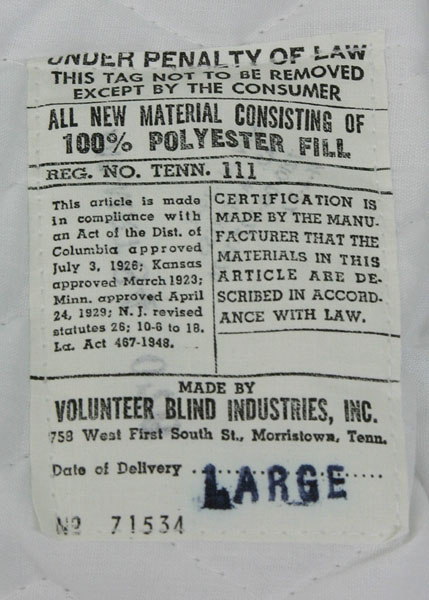 UNDER PENALTY OF LAW
THIS TAG NOT TO BE REMOVED
EXCEPT BY THE CONSUMER
ALL NEW MATERIAL CONSISTING OF
100% POLYESTER FILL
REG. NO. TENN. 111
This article is made
in compliance with
an Act of the Dist. of
Columbia approved
July 3, 1926; Kansas
approved March 1923;
Minn. approved April
24, 1929; N. J. revised
statutes 26; 10-6 to 18.
La. Act 467-1948.
CERTIFICATION IS
MADE BY THE MANU-
FACTURER THAT THE
MATERIALS IN THIS
ARTICLE ARE DE-
SCRIBED IN ACCORD-
ANCE WITH LAW.
MADE BY
VOLUNTEER BLIND INDUSTRIES, INC.
758 West First South St., Morristown, Tenn.
Date of Delivery ........................
LARGE
Nº 71534